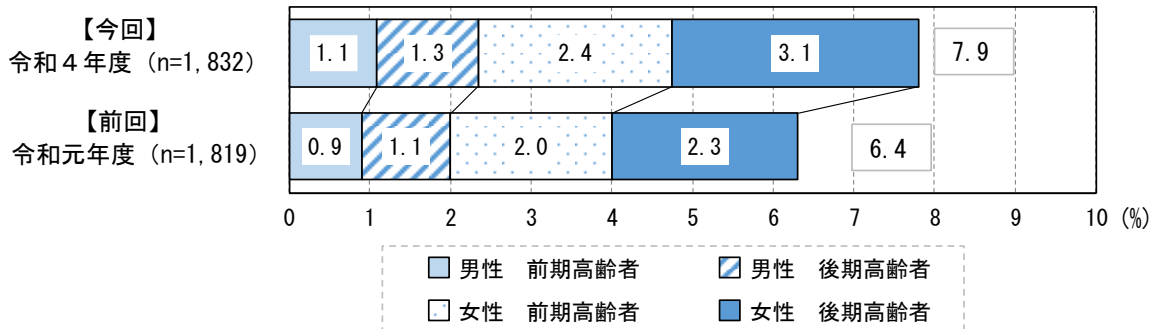 【今回】
令和４年度（n=1,832）
1.1 1.3 2.4 3.1 7.9
【前回】
令和元年度（n=1,819）
0.9 1.1 2.0 2.3 6.4
0 1 2 3 4 5 6 7 8 9 10 (%)
男性　前期高齢者 男性　後期高齢者
女性　前期高齢者 女性　後期高齢者